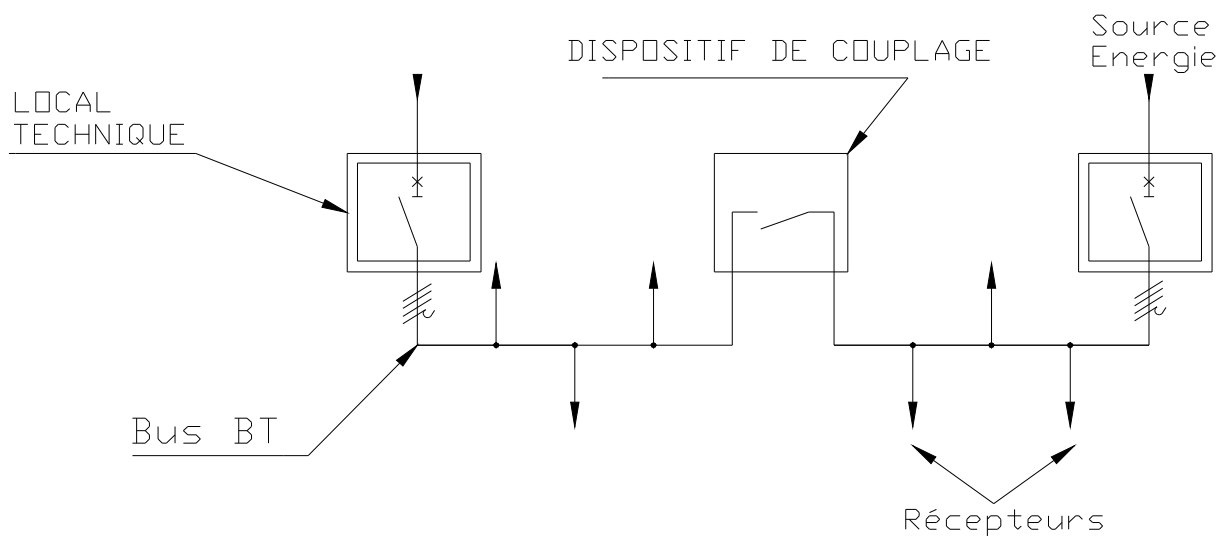 Source
Energie
DISPOSITIF DE COUPLAGE
LOCAL
TECHNIQUE
Bus BT
Récepteurs